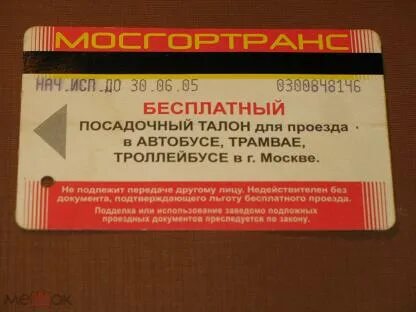 МОСГОРТРАНС
НАЧ.ИСП.ДО 30.06.05 0300848146
БЕСПЛАТНЫЙ
ПОСАДОЧНЫЙ ТАЛОН для проезда
в АВТОБУСЕ, ТРАМВАЕ,
ТРОЛЛЕЙБУСЕ в г. Москве.
Не подлежит передаче другому лицу. Недействителен без
документа, подтверждающего льготу бесплатного проезда.
Подделка или использование заведомо подложных
проездных документов преследуется по закону.
мешок